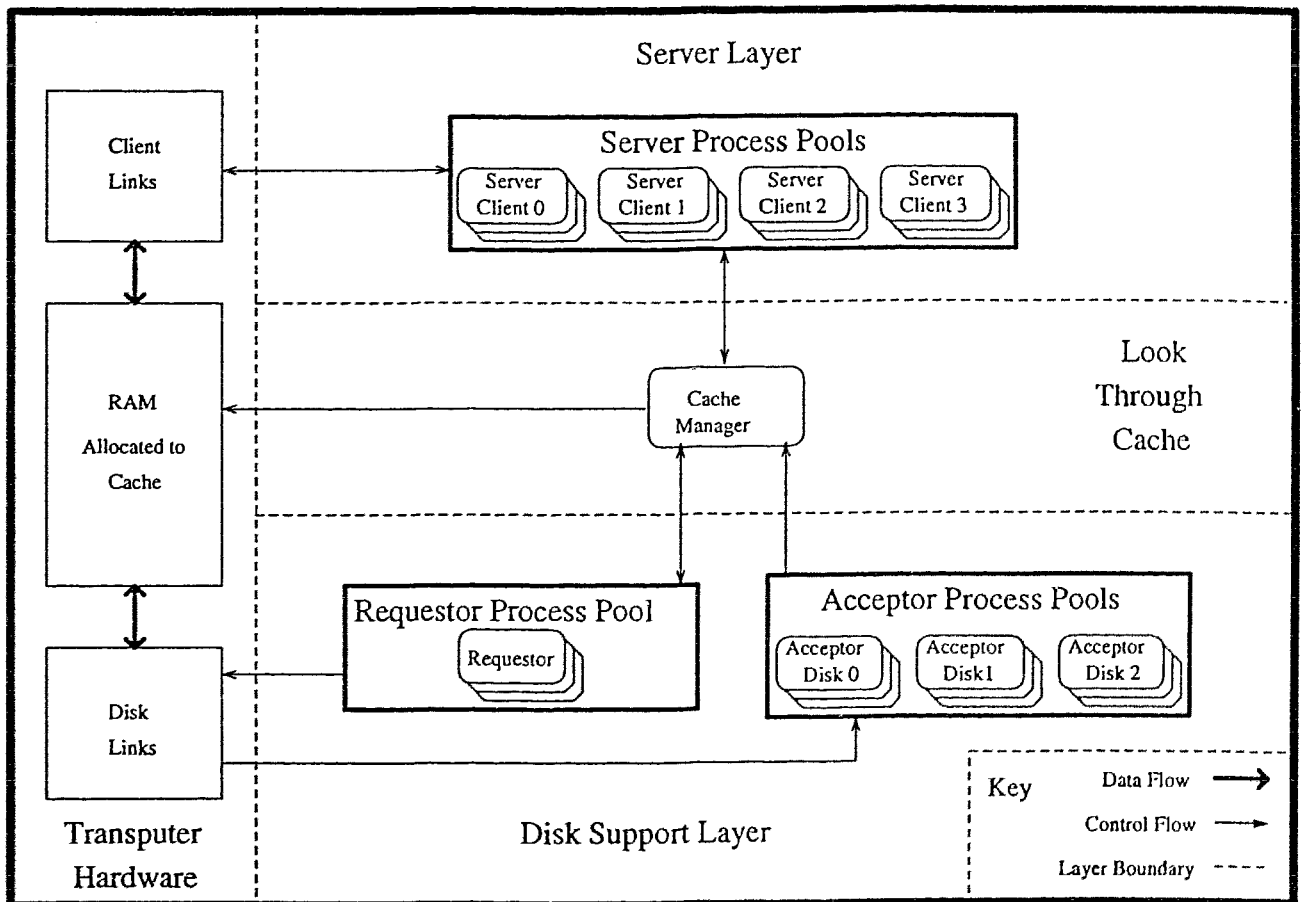 Server Layer
Client
Links
Server Process Pools
Server
Client 0
Server
Client 1
Server
Client 2
Server
Client 3
RAM
Allocated to
Cache
Cache
Manager
Look
Through
Cache
Requestor Process Pool
Requestor
Acceptor Process Pools
Acceptor
Disk 0
Acceptor
Disk1
Acceptor
Disk 2
Disk
Links
Transputer
Hardware
Disk Support Layer
Key
Data Flow
Control Flow
Layer Boundary